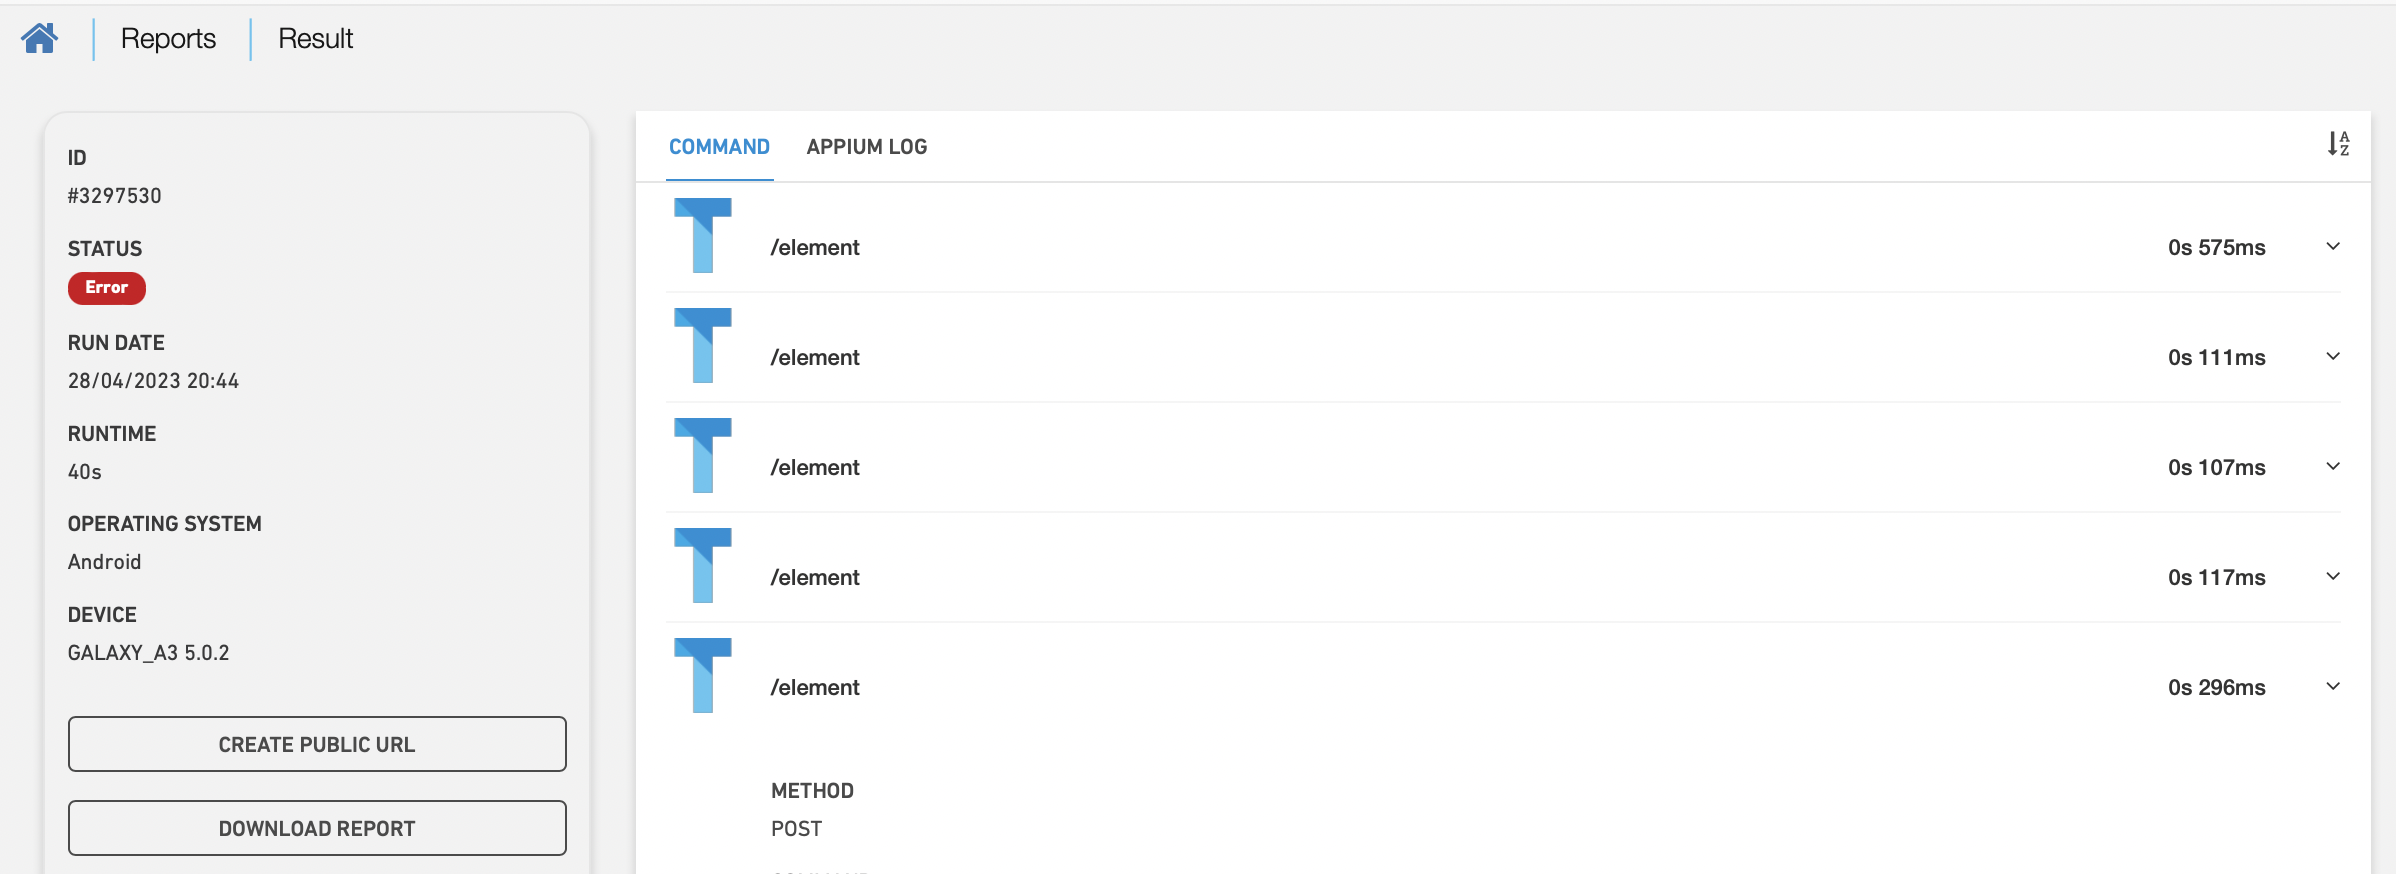 Reports
Result
ID
#3297530
STATUS
Error
RUN DATE
28/04/2023 20:44
RUNTIME
40s
OPERATING SYSTEM
Android
DEVICE
GALAXY_A3 5.0.2
CREATE PUBLIC URL
DOWNLOAD REPORT
COMMAND
APPIUM LOG
/element
0s 575ms
/element
0s 111ms
/element
0s 107ms
/element
0s 117ms
/element
0s 296ms
METHOD
POST